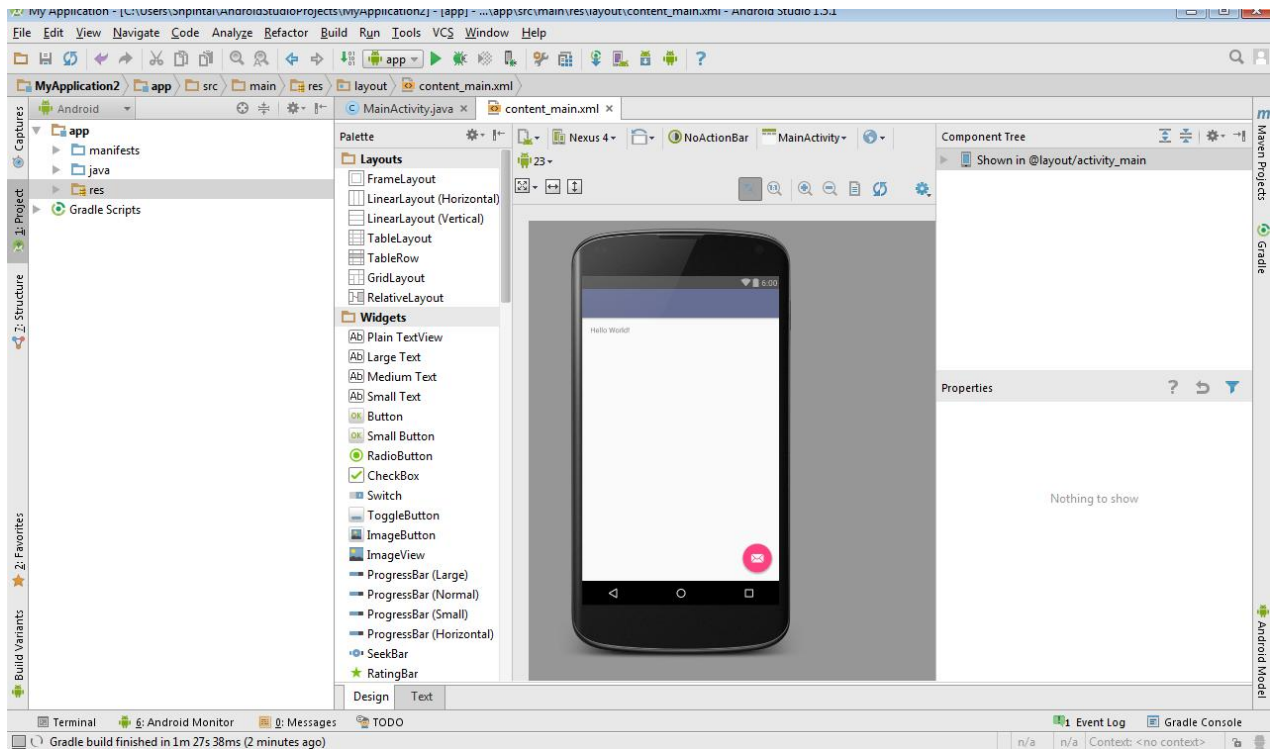 My Application - [C:\Users\Shpintal\AndroidStudioProjects\MyApplication2] - [app] - ...\app\src\main\res\layout\content_main.xml - Android Studio 1.5.1
File Edit View Navigate Code Analyze Refactor Build Run Tools VCS Window Help
app
MyApplication2 app src main res layout content_main.xml
Android
MainActivity.java
content_main.xml
Captures
1: Project
7: Structure
2: Favorites
Build Variants
app
manifests
java
res
Gradle Scripts
Palette
Layouts
FrameLayout
LinearLayout (Horizontal)
LinearLayout (Vertical)
TableLayout
TableRow
GridLayout
RelativeLayout
Widgets
Ab Plain TextView
Ab Large Text
Ab Medium Text
Ab Small Text
OK Button
OK Small Button
RadioButton
CheckBox
Switch
ToggleButton
ImageButton
ImageView
ProgressBar (Large)
ProgressBar (Normal)
ProgressBar (Small)
ProgressBar (Horizontal)
SeekBar
RatingBar
Design Text
Nexus 4 NoActionBar MainActivity
23
6:00
Hello World!
Component Tree
Shown in @layout/activity_main
Properties
Nothing to show
m
Maven Projects
Gradle
Android Model
Terminal 6: Android Monitor 0: Messages TODO
1 Event Log Gradle Console
Gradle build finished in 1m 27s 38ms (2 minutes ago)
n/a n/a Context: <no context>